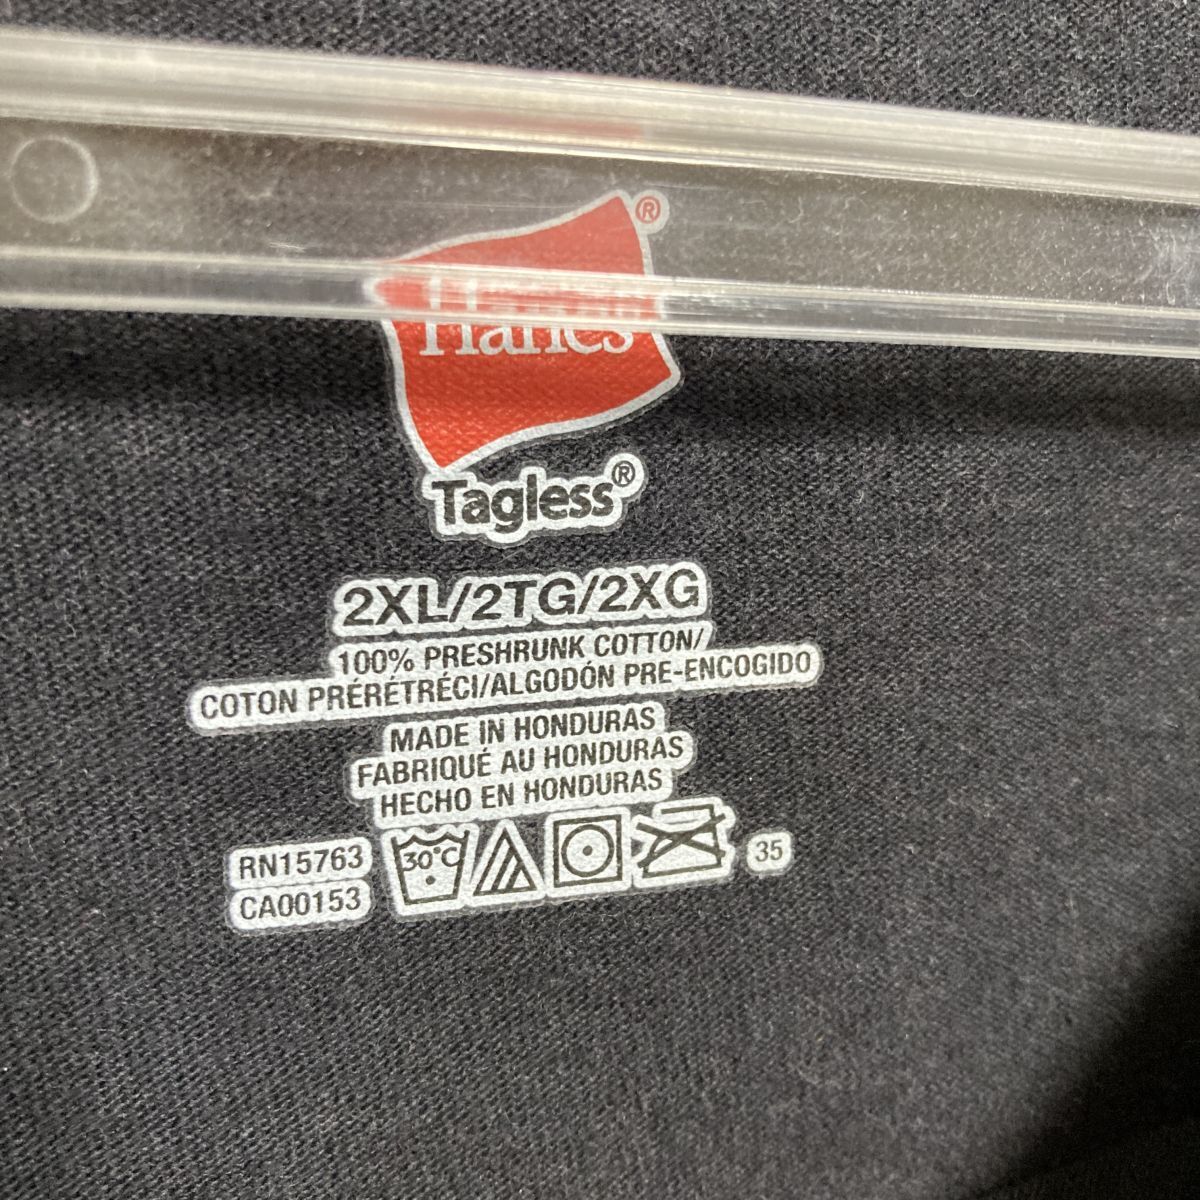 ®
Hanes
Tagless®
2XL/2TG/2XG
100% PRESHRUNK COTTON/
COTON PRÉRÉTRÉCI/ALGODÓN PRE-ENCOGIDO
MADE IN HONDURAS
FABRIQUÉ AU HONDURAS
HECHO EN HONDURAS
RN15763
CA00153
30°C
35